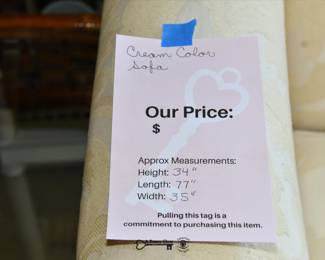 Cream Color
Sofa
Our Price:
$
Approx Measurements:
Height: 34"
Length: 77"
Width: 35"
Pulling this tag is a
commitment to purchasing this item.